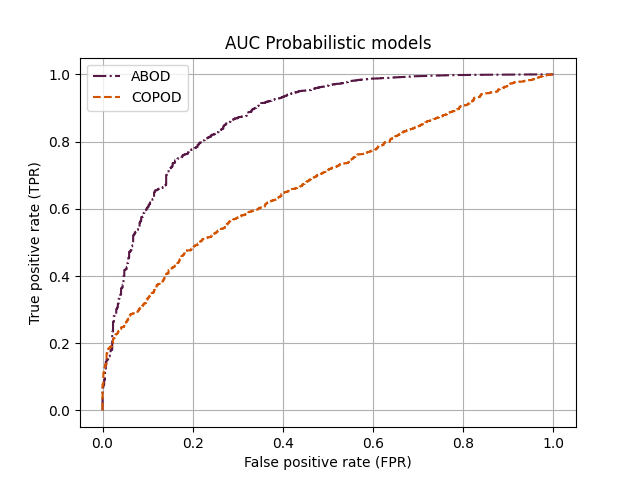 AUC Probabilistic models
ABOD
COPOD
True positive rate (TPR)
1.0
0.8
0.6
0.4
0.2
0.0
0.0 0.2 0.4 0.6 0.8 1.0
False positive rate (FPR)